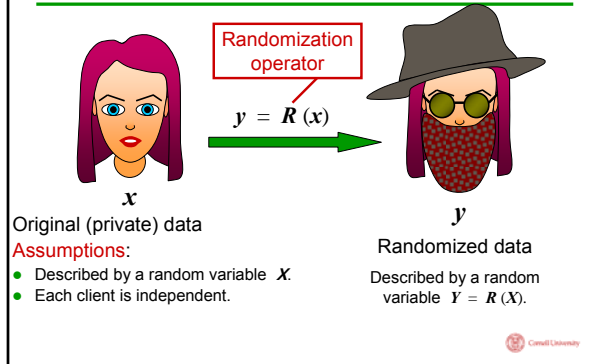 Randomization
operator
y = R (x)
x
y
Original (private) data
Assumptions:
● Described by a random variable X.
● Each client is independent.
Randomized data
Described by a random
variable Y = R (X).
Cornell University